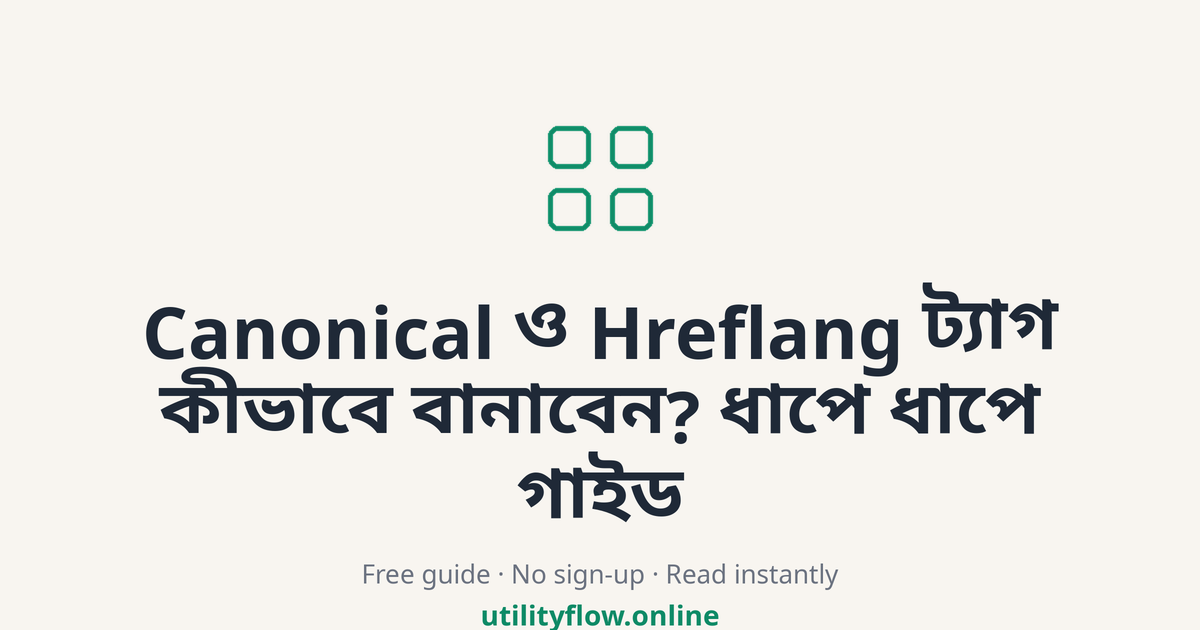 Canonical ও Hreflang ট্যাগ
কীভাবে বানাবেন? ধাপে ধাপে
গাইড
Free guide · No sign-up · Read instantly
utilityflow.online